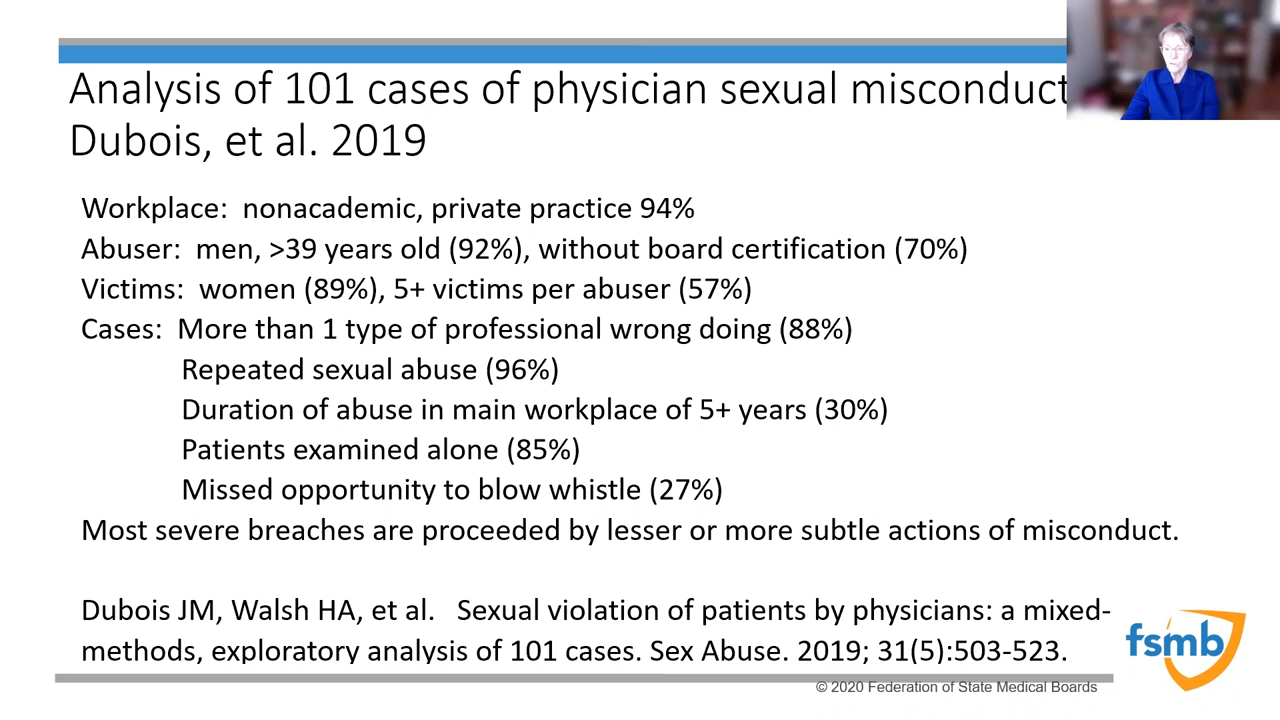 Analysis of 101 cases of physician sexual misconduct
Dubois, et al. 2019
Workplace:  nonacademic, private practice 94%
Abuser:  men, >39 years old (92%), without board certification (70%)
Victims:  women (89%), 5+ victims per abuser (57%)
Cases:  More than 1 type of professional wrong doing (88%)
Repeated sexual abuse (96%)
Duration of abuse in main workplace of 5+ years (30%)
Patients examined alone (85%)
Missed opportunity to blow whistle (27%)
Most severe breaches are proceeded by lesser or more subtle actions of misconduct.
Dubois JM, Walsh HA, et al.   Sexual violation of patients by physicians: a mixed-
methods, exploratory analysis of 101 cases. Sex Abuse. 2019; 31(5):503-523.
fsmb
© 2020 Federation of State Medical Boards